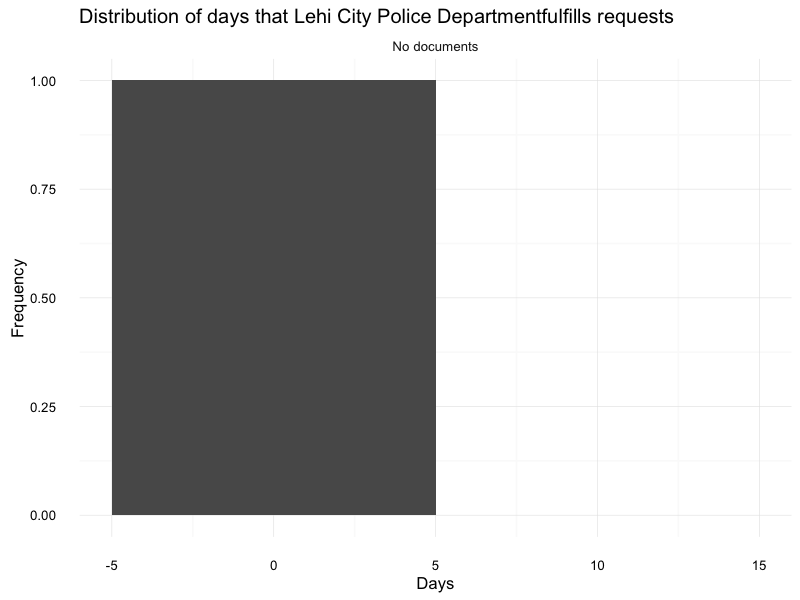 Distribution of days that Lehi City Police Departmentfulfills requests
No documents
1.00
0.75
0.50
0.25
0.00
Frequency
-5 0 5 10 15
Days